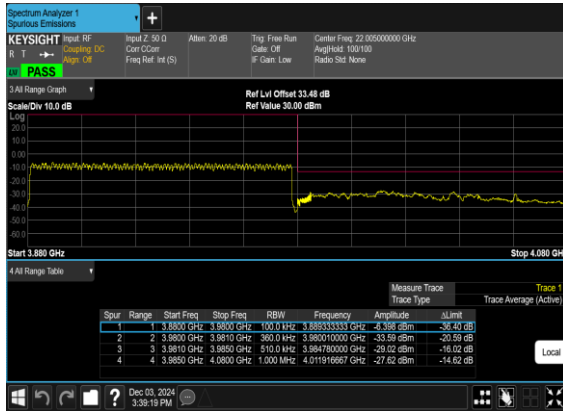 Spectrum Analyzer 1
Spurious Emissions
+
KEYSIGHT Input: RF Input Z: 50 Ω Atten: 20 dB Trig: Free Run Center Freq: 22.005000000 GHz
R T Coupling: DC Corr CCorr Gate: Off Avg|Hold: 100/100
Align: Off Freq Ref: Int (S) IF Gain: Low Radio Std: None
LXI PASS
3 All Range Graph
Ref Lvl Offset 33.48 dB
Scale/Div 10.0 dB Ref Value 30.00 dBm
Log
20.0
10.0
0.00
-10.0
-20.0
-30.0
-40.0
-50.0
-60.0
Start 3.880 GHz Stop 4.080 GHz
4 All Range Table
Measure Trace Trace 1
Trace Type Trace Average (Active)
Spur Range Start Freq Stop Freq RBW Frequency Amplitude ΔLimit
1 1 3.8800 GHz 3.9800 GHz 100.0 kHz 3.889333333 GHz -6.398 dBm -36.40 dB
2 2 3.9800 GHz 3.9810 GHz 360.0 kHz 3.980010000 GHz -33.59 dBm -20.59 dB
3 3 3.9810 GHz 3.9850 GHz 510.0 kHz 3.984780000 GHz -29.02 dBm -16.02 dB
4 4 3.9850 GHz 4.0800 GHz 1.000 MHz 4.011916667 GHz -27.62 dBm -14.62 dB
Local
?
Dec 03, 2024
3:39:19 PM